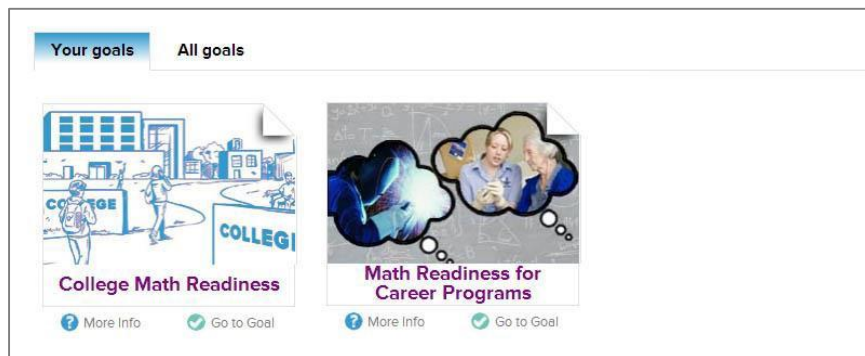 Your goals
All goals
COLLEGE
COLLEGE
College Math Readiness
Math Readiness for
Career Programs
More Info
Go to Goal
More Info
Go to Goal